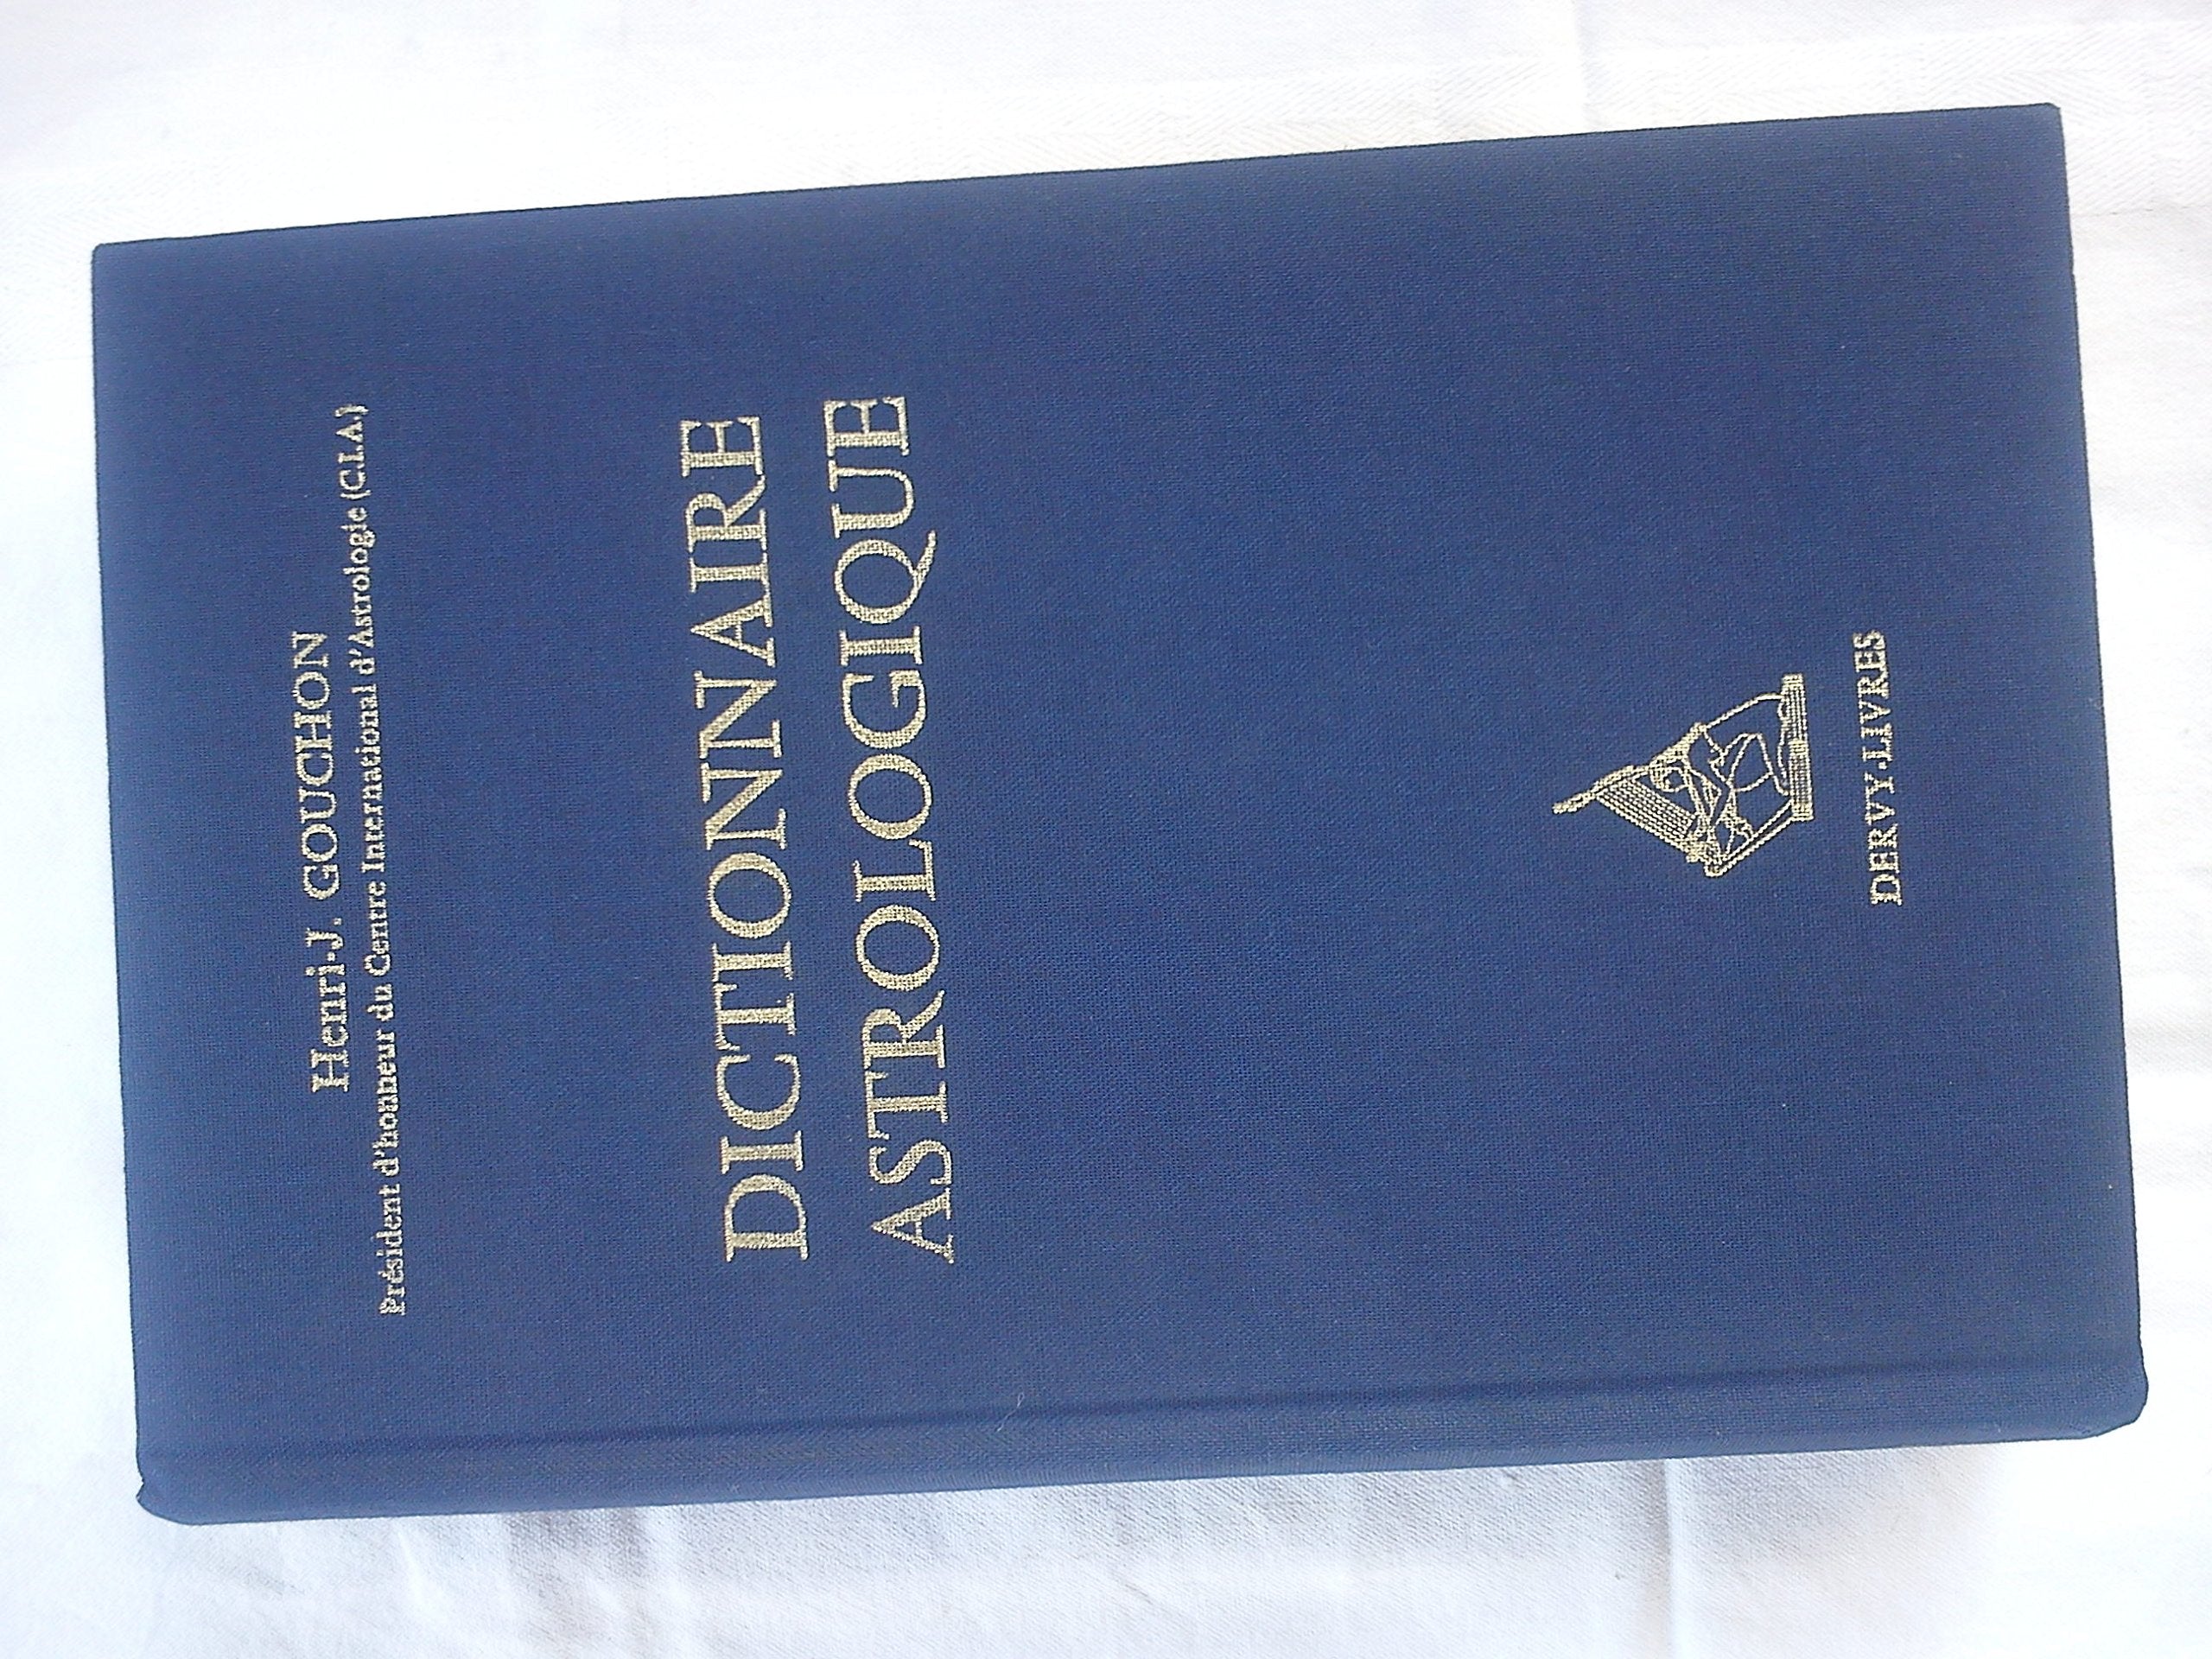 Henri-J. GOUCHON
Président d'honneur du Centre International d'Astrologie (C.I.A.)
DICTIONNAIRE
ASTROLOGIQUE
DERVY-LIVRES